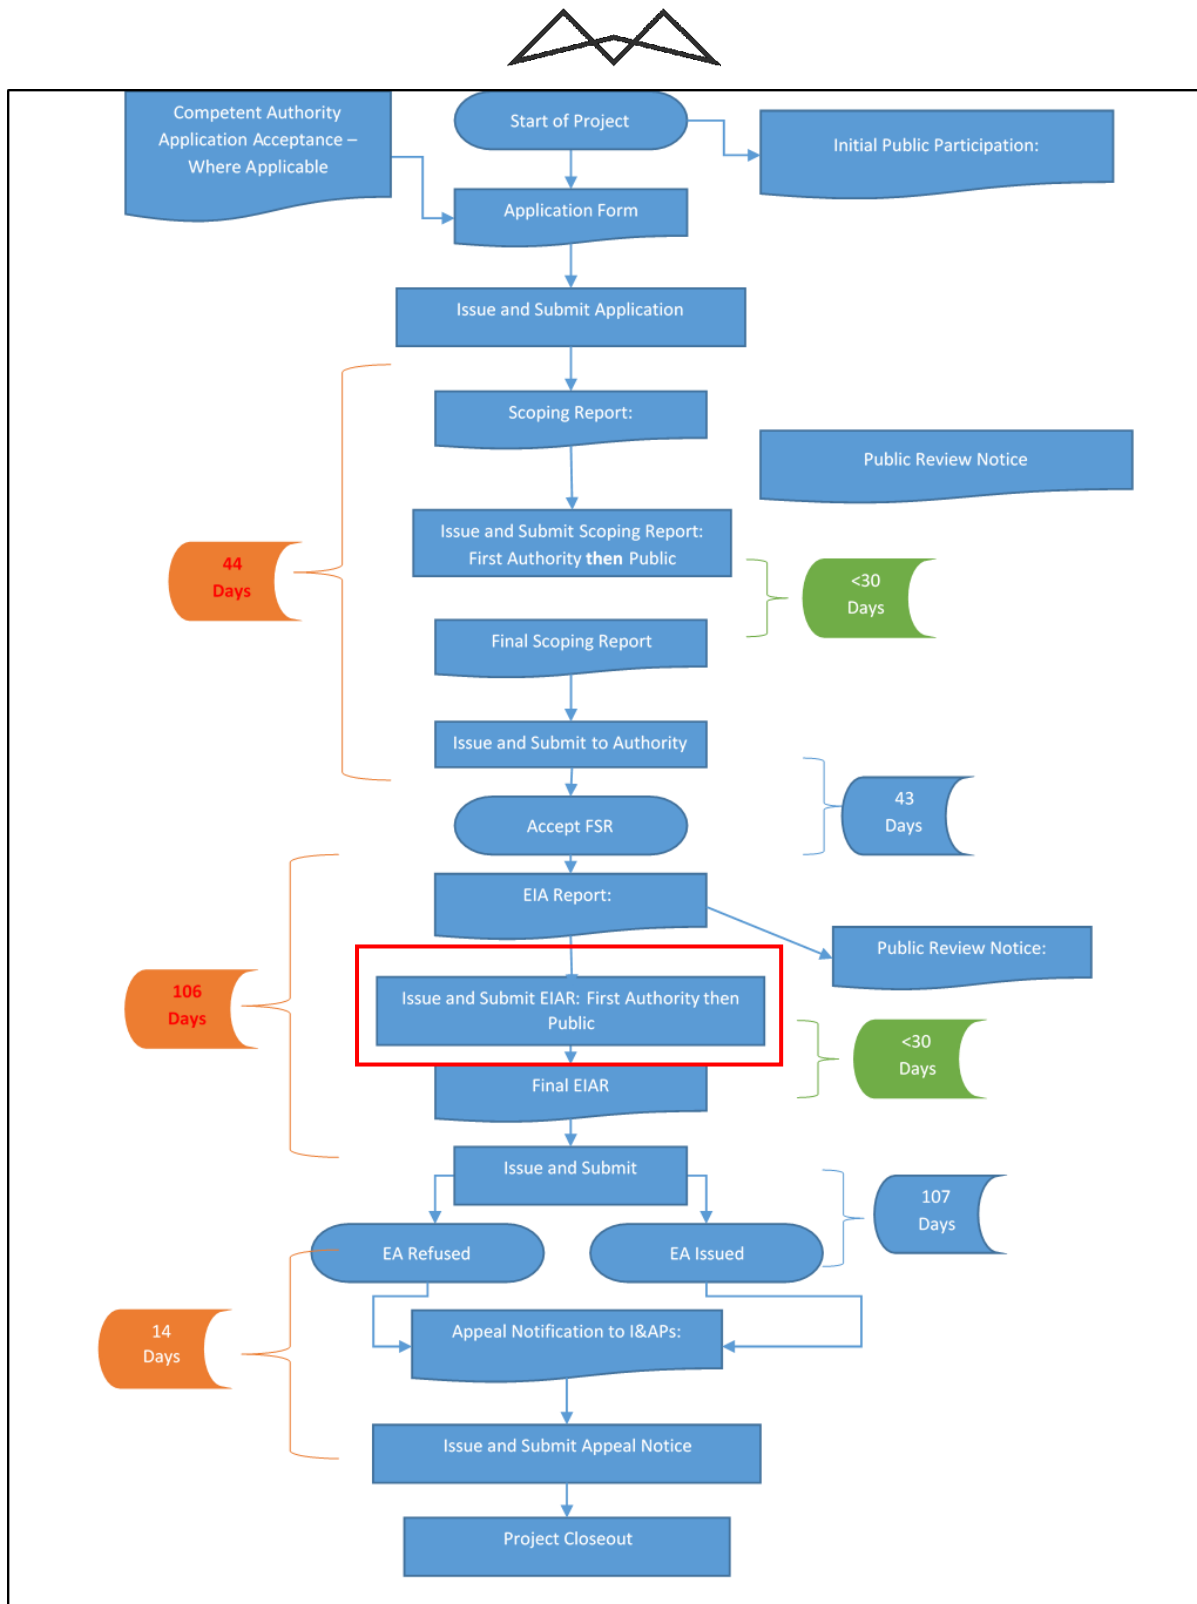 Competent Authority
Application Acceptance –
Where Applicable
Start of Project
Initial Public Participation:
Application Form
Issue and Submit Application
Scoping Report:
Public Review Notice
Issue and Submit Scoping Report:
First Authority then Public
44
Days
<30
Days
Final Scoping Report
Issue and Submit to Authority
43
Days
Accept FSR
EIA Report:
Public Review Notice:
106
Days
Issue and Submit EIAR: First Authority then
Public
<30
Days
Final EIAR
Issue and Submit
107
Days
EA Refused
EA Issued
14
Days
Appeal Notification to I&APs:
Issue and Submit Appeal Notice
Project Closeout